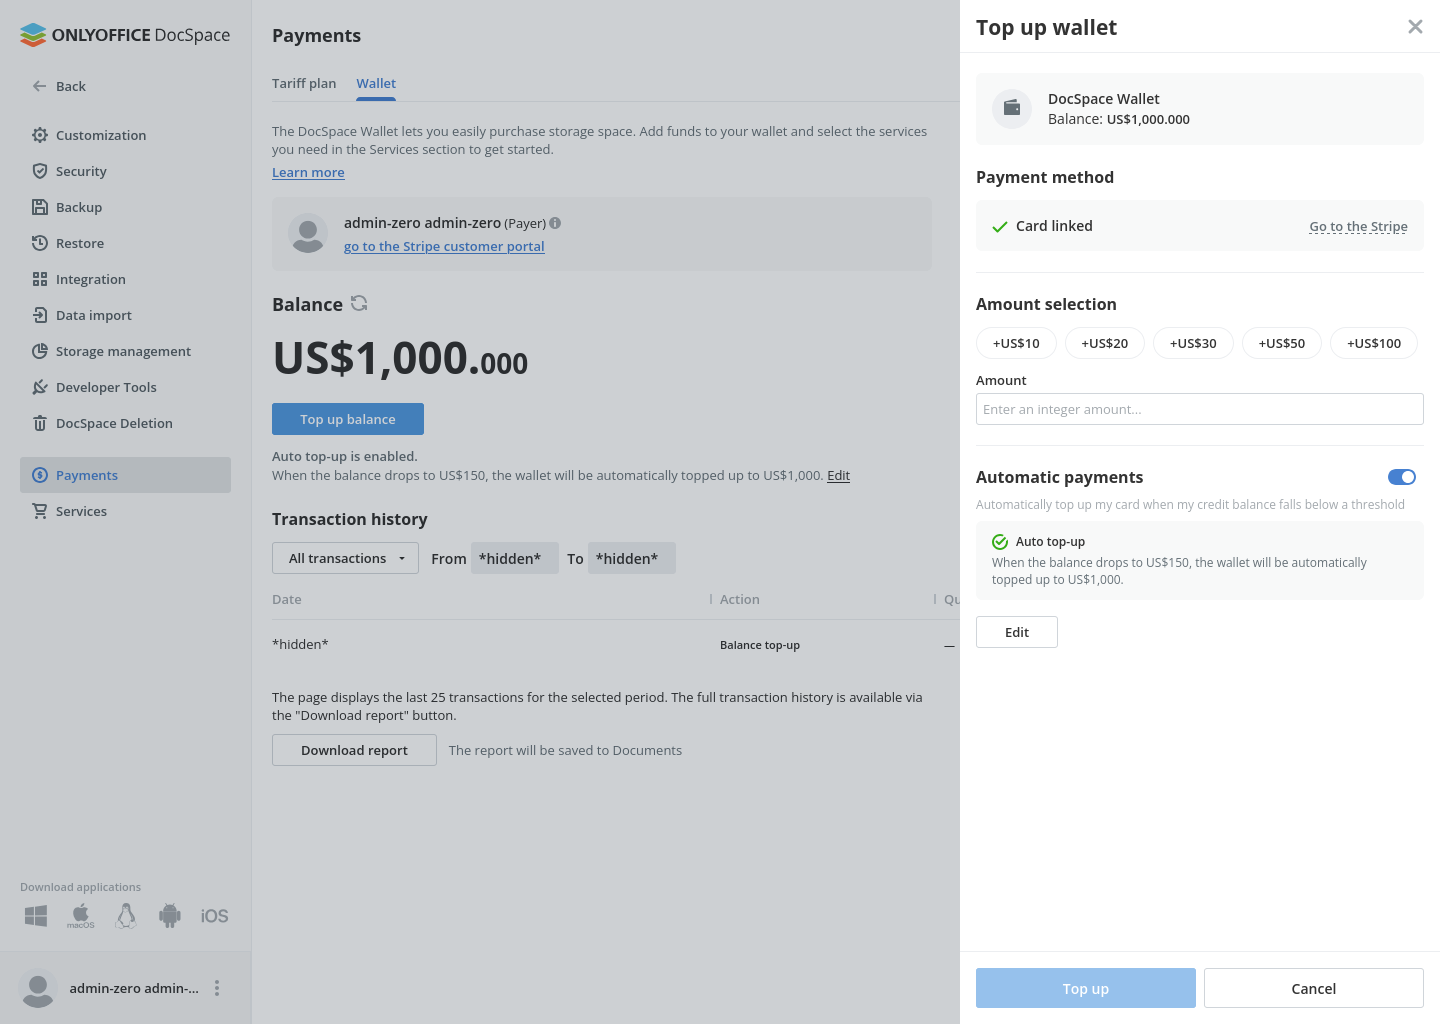 ONLYOFFICE DocSpace
Back
Customization
Security
Backup
Restore
Integration
Data import
Storage management
Developer Tools
DocSpace Deletion
Payments
Services
Download applications
macOS
iOS
admin-zero admin-...
Payments
Tariff plan
Wallet
The DocSpace Wallet lets you easily purchase storage space. Add funds to your wallet and select the services
you need in the Services section to get started.
Learn more
admin-zero admin-zero (Payer)
go to the Stripe customer portal
Balance
US$1,000.000
Top up balance
Auto top-up is enabled.
When the balance drops to US$150, the wallet will be automatically topped up to US$1,000. Edit
Transaction history
All transactions From *hidden* To *hidden*
Date Action Qu
*hidden* Balance top-up —
The page displays the last 25 transactions for the selected period. The full transaction history is available via
the "Download report" button.
Download report The report will be saved to Documents
Top up wallet
DocSpace Wallet
Balance: US$1,000.000
Payment method
Card linked Go to the Stripe
Amount selection
+US$10 +US$20 +US$30 +US$50 +US$100
Amount
Enter an integer amount...
Automatic payments
Automatically top up my card when my credit balance falls below a threshold
Auto top-up
When the balance drops to US$150, the wallet will be automatically
topped up to US$1,000.
Edit
Top up Cancel